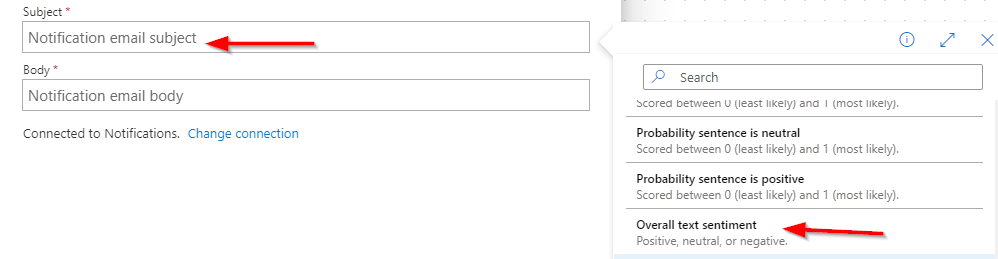 Subject *
Notification email subject
Body *
Notification email body
Connected to Notifications. Change connection
Search
Scored between 0 (least likely) and 1 (most likely).
Probability sentence is neutral
Scored between 0 (least likely) and 1 (most likely).
Probability sentence is positive
Scored between 0 (least likely) and 1 (most likely).
Overall text sentiment
Positive, neutral, or negative.